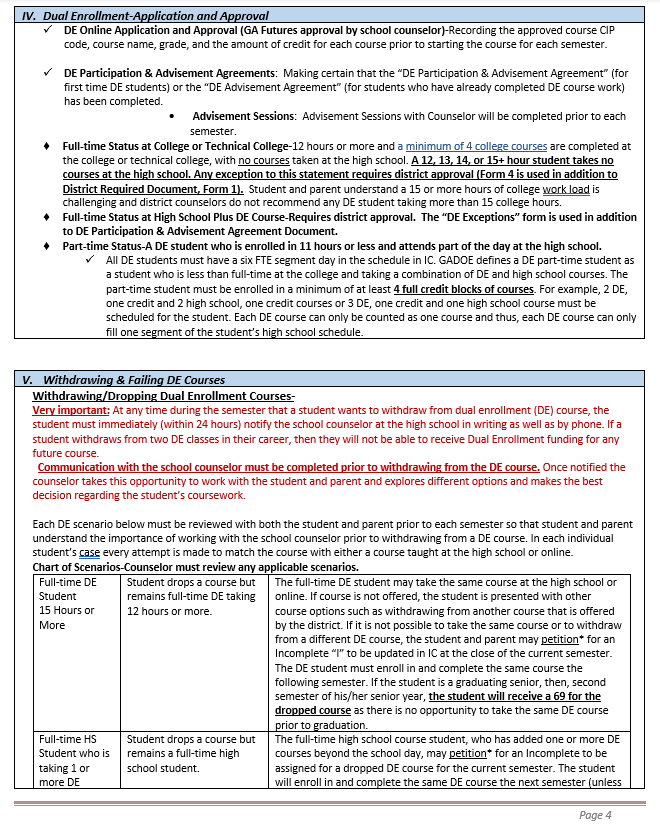 IV. Dual Enrollment-Application and Approval
✓ DE Online Application and Approval (GA Futures approval by school counselor)-Recording the approved course CIP
code, course name, grade, and the amount of credit for each course prior to starting the course for each semester.
✓ DE Participation & Advisement Agreements: Making certain that the “DE Participation & Advisement Agreement” (for
first time DE students) or the “DE Advisement Agreement” (for students who have already completed DE course work)
has been completed.
• Advisement Sessions: Advisement Sessions with Counselor will be completed prior to each
semester.
♦ Full-time Status at College or Technical College-12 hours or more and a minimum of 4 college courses are completed at
the college or technical college, with no courses taken at the high school. A 12, 13, 14, or 15+ hour student takes no
courses at the high school. Any exception to this statement requires district approval (Form 4 is used in addition to
District Required Document, Form 1). Student and parent understand a 15 or more hours of college work load is
challenging and district counselors do not recommend any DE student taking more than 15 college hours.
♦ Full-time Status at High School Plus DE Course-Requires district approval. The “DE Exceptions” form is used in addition
to DE Participation & Advisement Agreement Document.
♦ Part-time Status-A DE student who is enrolled in 11 hours or less and attends part of the day at the high school.
✓ All DE students must have a six FTE segment day in the schedule in IC. GADOE defines a DE part-time student as
a student who is less than full-time at the college and taking a combination of DE and high school courses. The
part-time student must be enrolled in a minimum of at least 4 full credit blocks of courses. For example, 2 DE,
one credit and 2 high school, one credit courses or 3 DE, one credit and one high school course must be
scheduled for the student. Each DE course can only be counted as one course and thus, each DE course can only
fill one segment of the student’s high school schedule.
V. Withdrawing & Failing DE Courses
Withdrawing/Dropping Dual Enrollment Courses-
Very important: At any time during the semester that a student wants to withdraw from dual enrollment (DE) course, the
student must immediately (within 24 hours) notify the school counselor at the high school in writing as well as by phone. If a
student withdraws from two DE classes in their career, then they will not be able to receive Dual Enrollment funding for any
future course.
Communication with the school counselor must be completed prior to withdrawing from the DE course. Once notified the
counselor takes this opportunity to work with the student and parent and explores different options and makes the best
decision regarding the student’s coursework.
Each DE scenario below must be reviewed with both the student and parent prior to each semester so that student and parent
understand the importance of working with the school counselor prior to withdrawing from a DE course. In each individual
student’s case every attempt is made to match the course with either a course taught at the high school or online.
Chart of Scenarios-Counselor must review any applicable scenarios.
Full-time DE
Student
15 Hours or
More
Student drops a course but
remains full-time DE taking
12 hours or more.
The full-time DE student may take the same course at the high school or
online. If course is not offered, the student is presented with other
course options such as withdrawing from another course that is offered
by the district. If it is not possible to take the same course or to withdraw
from a different DE course, the student and parent may petition* for an
Incomplete “I” to be updated in IC at the close of the current semester.
The DE student must enroll in and complete the same course the
following semester. If the student is a graduating senior, then, second
semester of his/her senior year, the student will receive a 69 for the
dropped course as there is no opportunity to take the same DE course
prior to graduation.
Full-time HS
Student who is
taking 1 or
more DE
Student drops a course but
remains a full-time high
school student.
The full-time high school course student, who has added one or more DE
courses beyond the school day, may petition* for an Incomplete to be
assigned for a dropped DE course for the current semester. The student
will enroll in and complete the same DE course the next semester (unless
Page 4